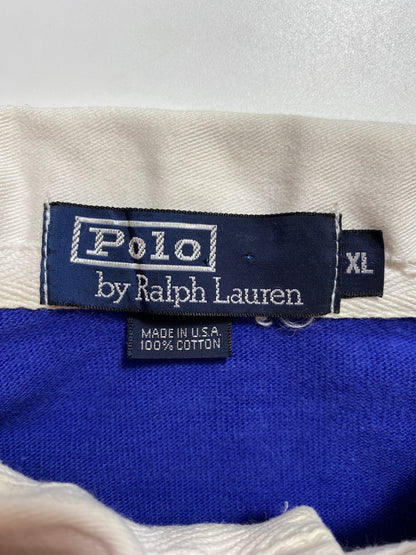 Polo
by Ralph Lauren
XL
MADE IN U.S.A.
100% COTTON